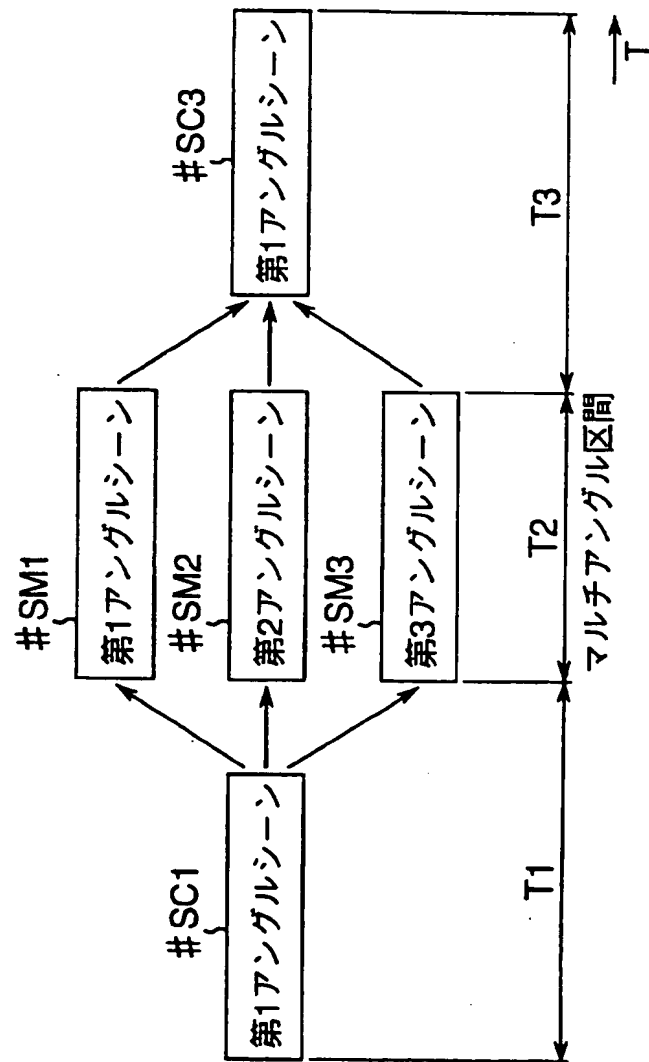 #SC1
第1アングルシーン
#SM1
第1アングルシーン
#SM2
第2アングルシーン
#SM3
第3アングルシーン
#SC3
第1アングルシーン
T1
T2
マルチアングル区間
T3
T